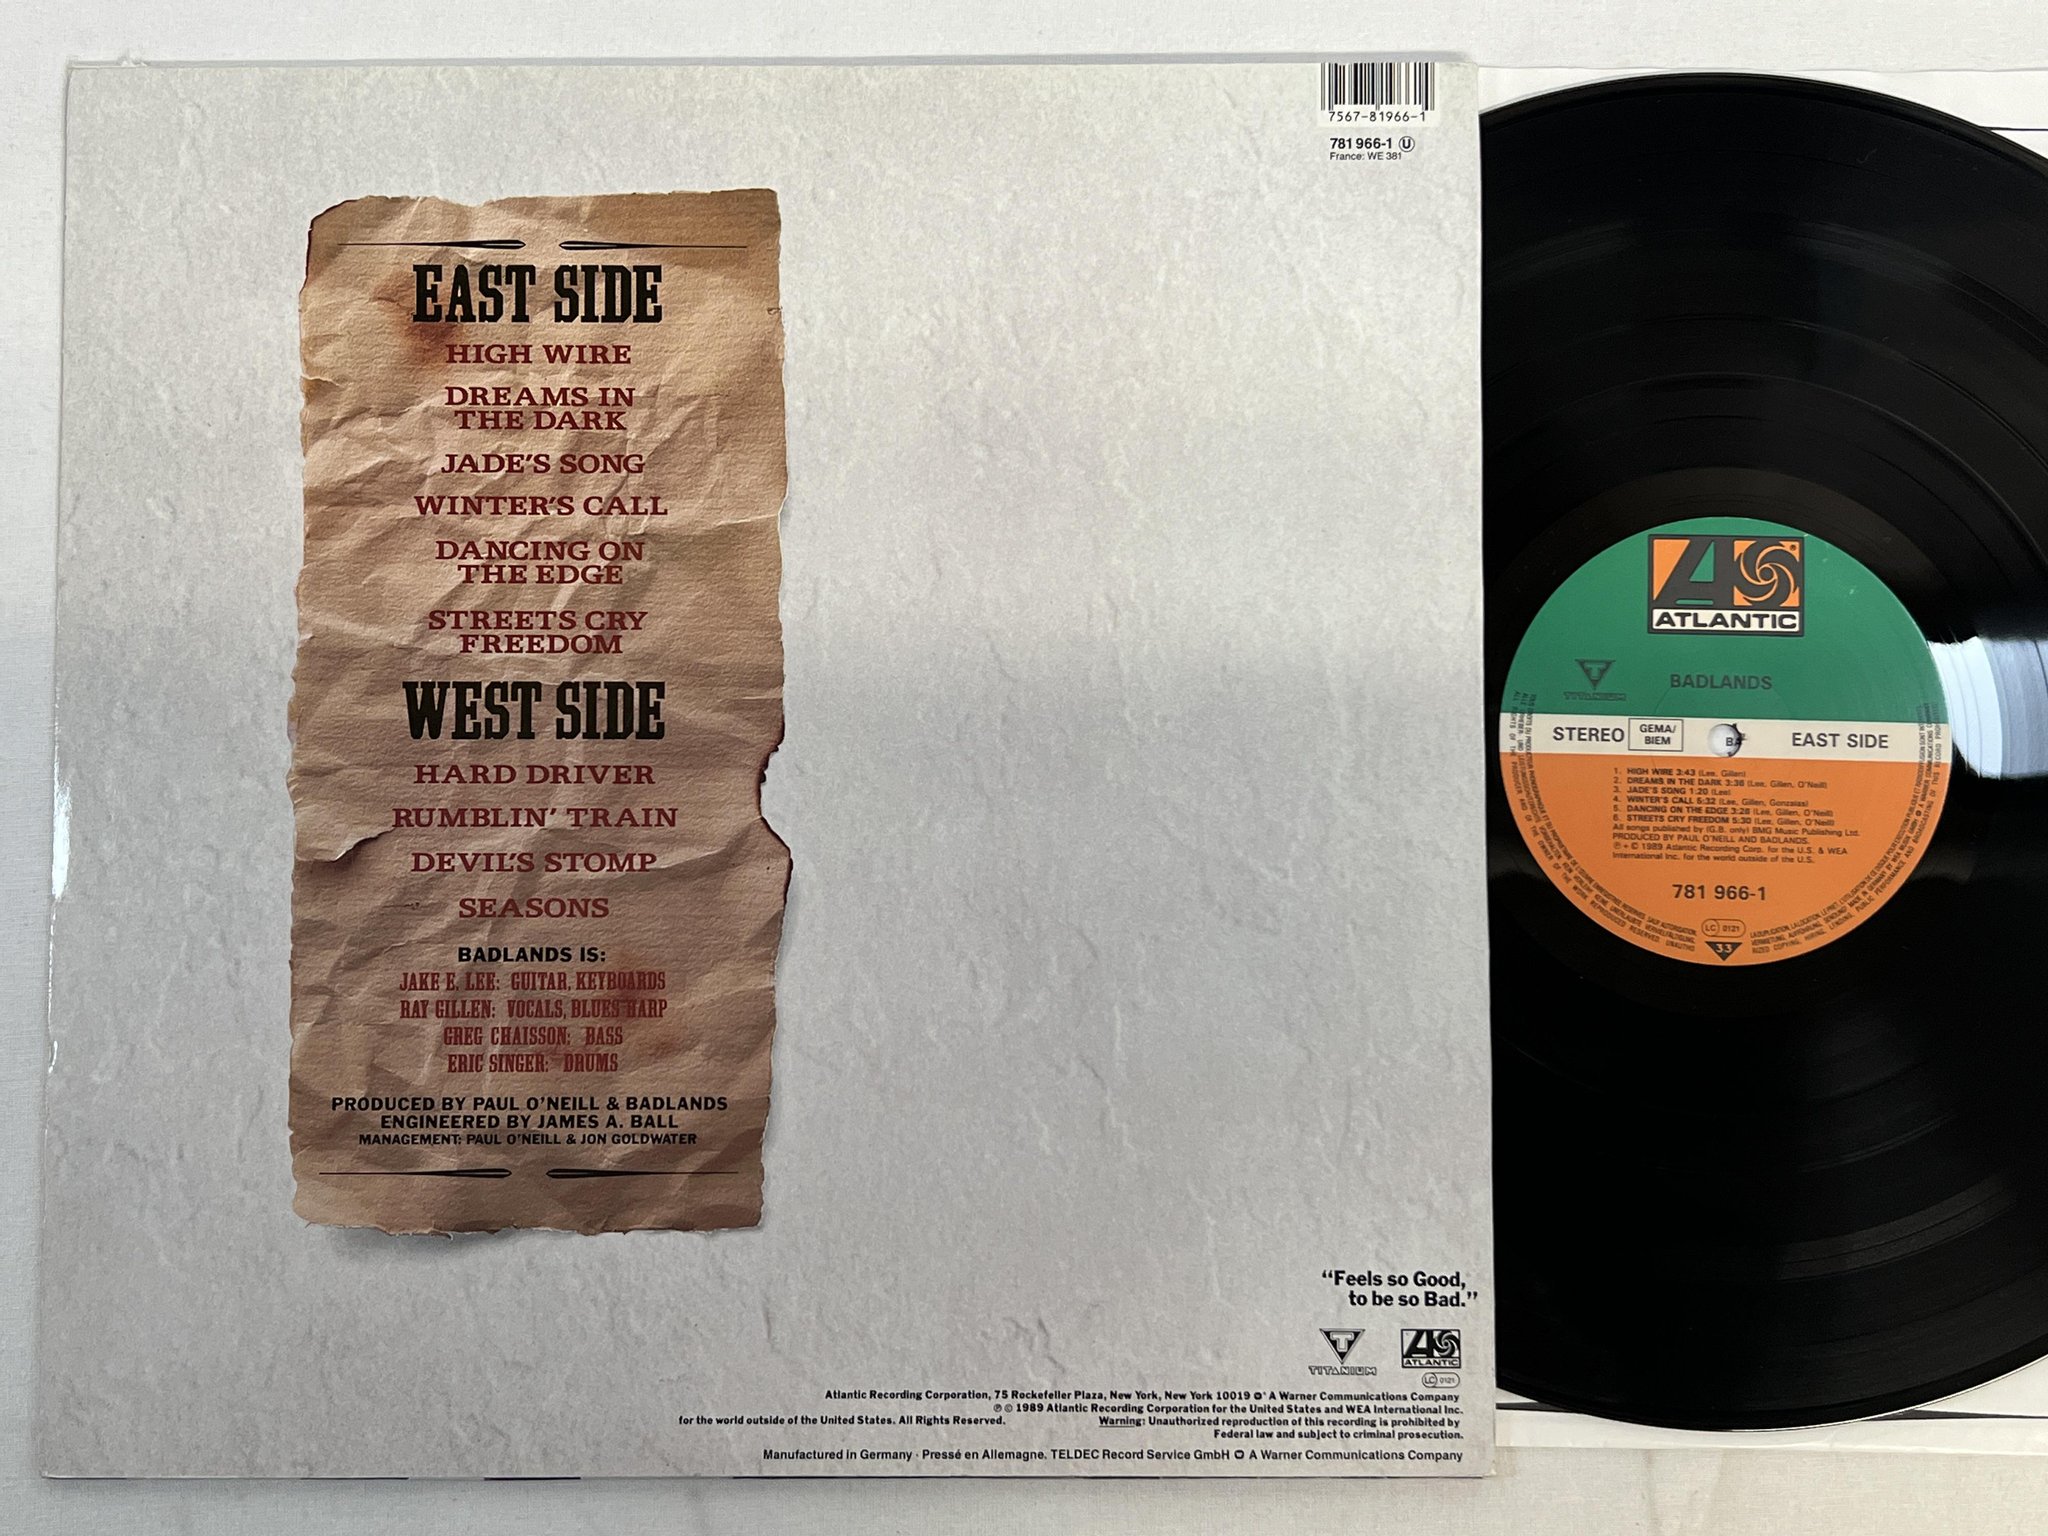 7567-81966-1
781 966-1 U
France: WE 381
EAST SIDE
HIGH WIRE
DREAMS IN
THE DARK
JADE'S SONG
WINTER'S CALL
DANCING ON
THE EDGE
STREETS CRY
FREEDOM
WEST SIDE
HARD DRIVER
RUMBLIN' TRAIN
DEVIL'S STOMP
SEASONS
BADLANDS IS:
JAKE E. LEE: GUITAR, KEYBOARDS
RAY GILLEN: VOCALS, BLUES HARP
GREG CHAISSON: BASS
ERIC SINGER: DRUMS
PRODUCED BY PAUL O'NEILL & BADLANDS
ENGINEERED BY JAMES A. BALL
MANAGEMENT: PAUL O'NEILL & JON GOLDWATER
"Feels so Good,
to be so Bad."
T
TITANIUM
ATLANTIC
LC 0121
Atlantic Recording Corporation, 75 Rockefeller Plaza, New York, New York 10019 A Warner Communications Company
℗ © 1989 Atlantic Recording Corporation for the United States and WEA International Inc.
for the world outside of the United States. All Rights Reserved. Warning: Unauthorized reproduction of this recording is prohibited by
Federal law and subject to criminal prosecution.
Manufactured in Germany · Pressé en Allemagne. TELDEC Record Service GmbH A Warner Communications Company
ATLANTIC
T
TITANIUM
BADLANDS
STEREO
GEMA/
BIEM
EAST SIDE
1. HIGH WIRE 3:43 (Lee, Gillen)
2. DREAMS IN THE DARK 3:38 (Lee, Gillen, O'Neill)
3. JADE'S SONG 1:20 (Lee)
4. WINTER'S CALL 5:32 (Lee, Gillen, Gonzalas)
5. DANCING ON THE EDGE 3:28 (Lee, Gillen, O'Neill)
6. STREETS CRY FREEDOM 5:30 (Lee, Gillen, O'Neill)
All songs published by (G.B. only) BMG Music Publishing Ltd.
PRODUCED BY PAUL O'NEILL AND BADLANDS.
℗ + © 1989 Atlantic Recording Corp. for the U.S. & WEA
International Inc. for the world outside of the U.S.
781 966-1
LC 0121
33